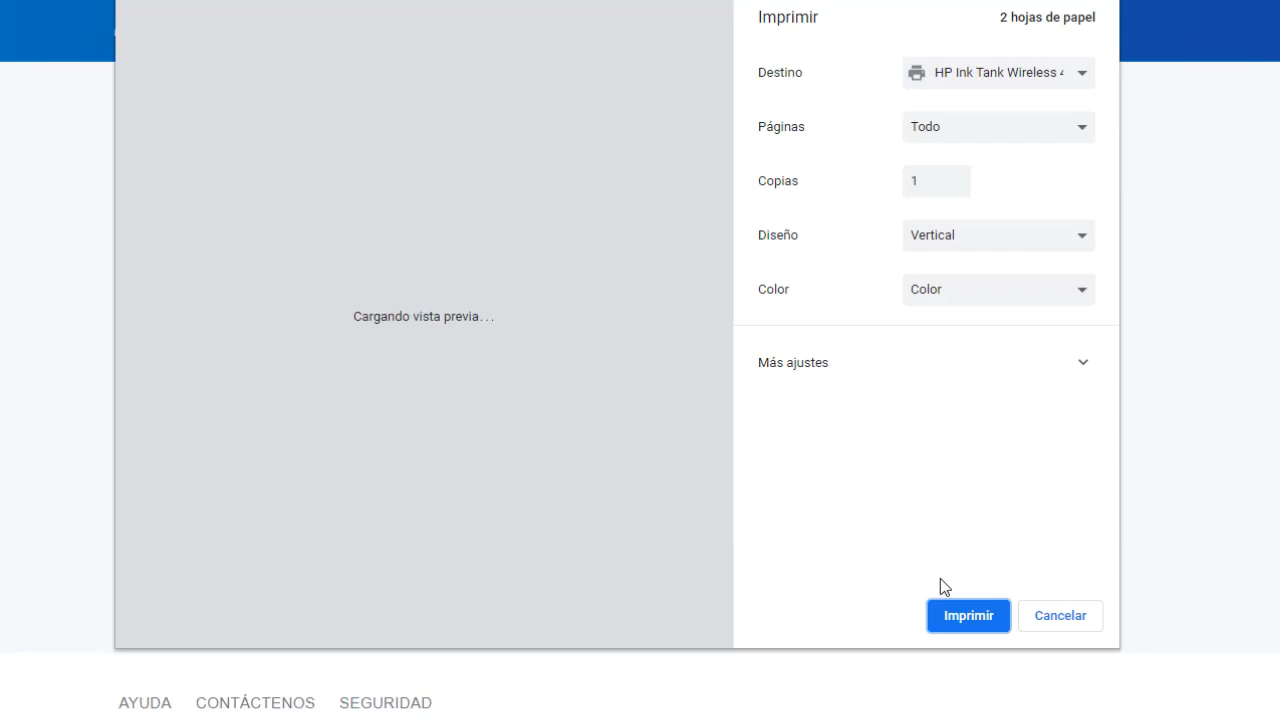 Imprimir 2 hojas de papel
Destino HP Ink Tank Wireless
Páginas Todo
Copias 1
Diseño Vertical
Color Color
Cargando vista previa...
Más ajustes
Imprimir Cancelar
AYUDA CONTÁCTENOS SEGURIDAD